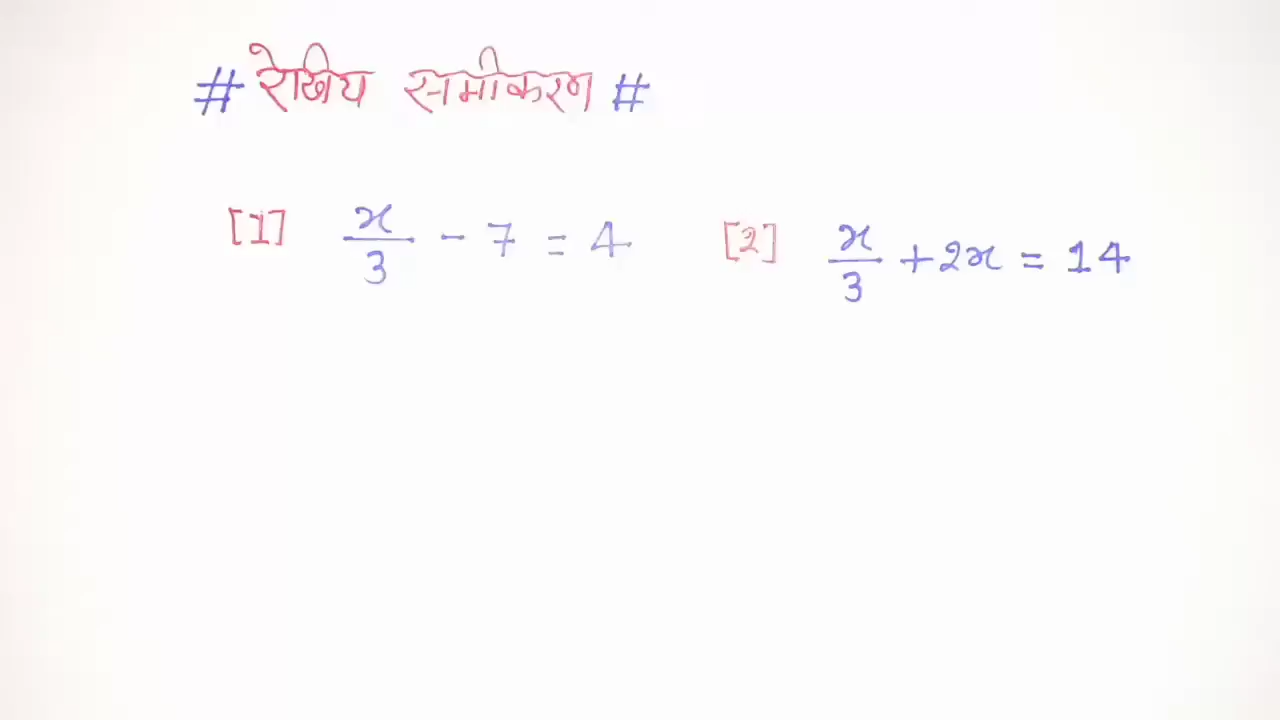 # रेखिय समीकरण #
[1] x/3 - 7 = 4 [2] x/3 + 2x = 14